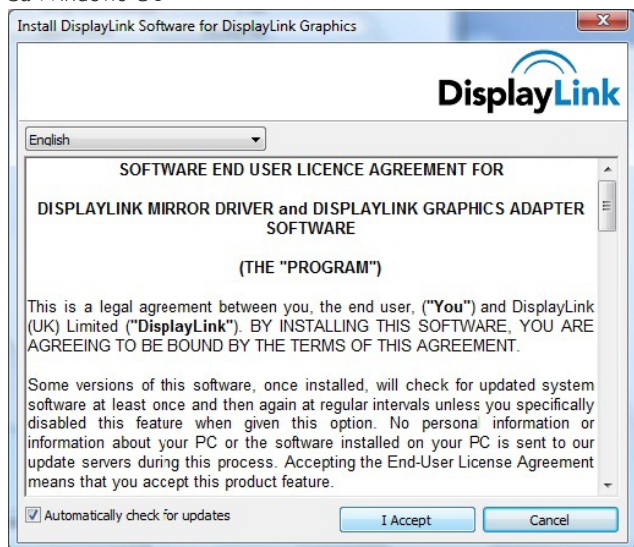 Install DisplayLink Software for DisplayLink Graphics
DisplayLink
English
SOFTWARE END USER LICENCE AGREEMENT FOR
DISPLAYLINK MIRROR DRIVER and DISPLAYLINK GRAPHICS ADAPTER
SOFTWARE
(THE "PROGRAM")
This is a legal agreement between you, the end user, ("You") and DisplayLink
(UK) Limited ("DisplayLink"). BY INSTALLING THIS SOFTWARE, YOU ARE
AGREEING TO BE BOUND BY THE TERMS OF THIS AGREEMENT.
Some versions of this software, once installed, will check for updated system
software at least once and then again at regular intervals unless you specifically
disabled this feature when given this option. No personal information or
information about your PC or the software installed on your PC is sent to our
update servers during this process. Accepting the End-User License Agreement
means that you accept this product feature.
Automatically check for updates
I Accept
Cancel